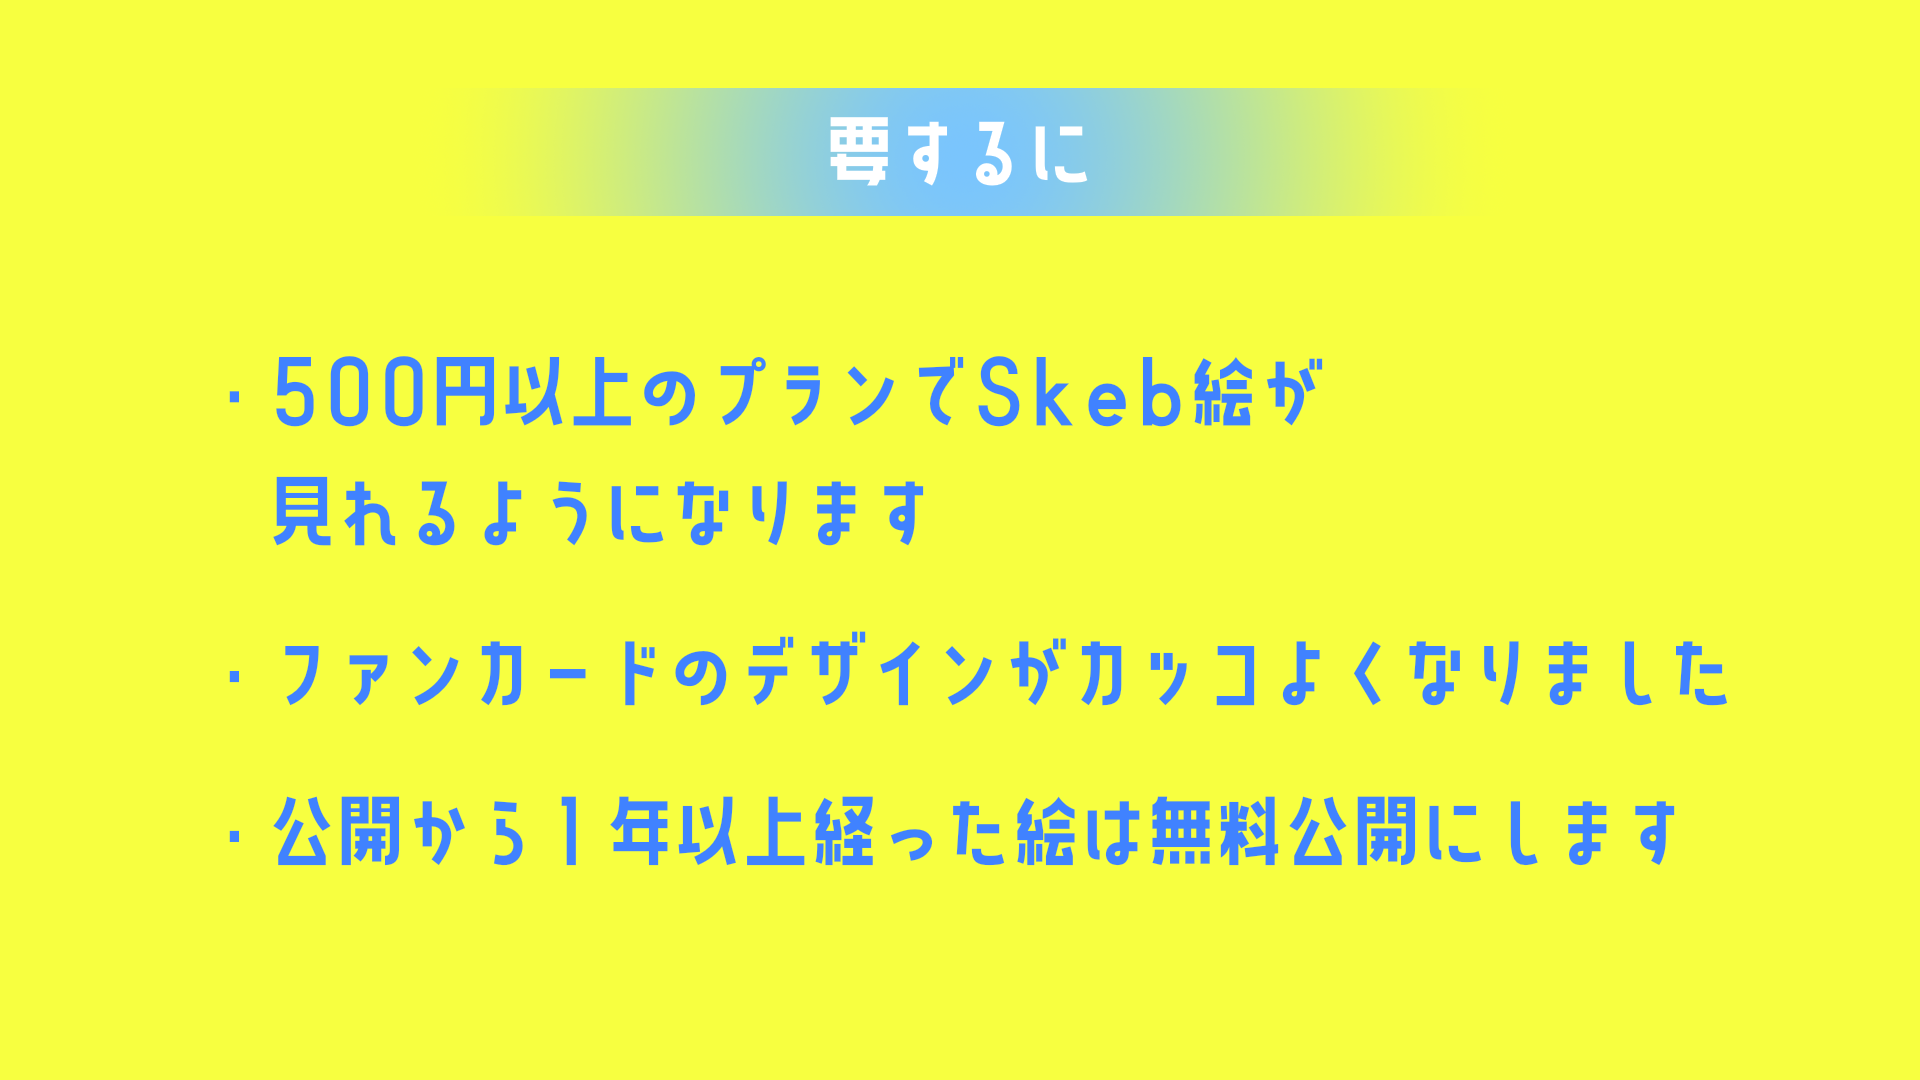 要するに
・500円以上のプランでSkeb絵が
見れるようになります
・ファンカードのデザインがカッコよくなりました
・公開から1年以上経った絵は無料公開にします